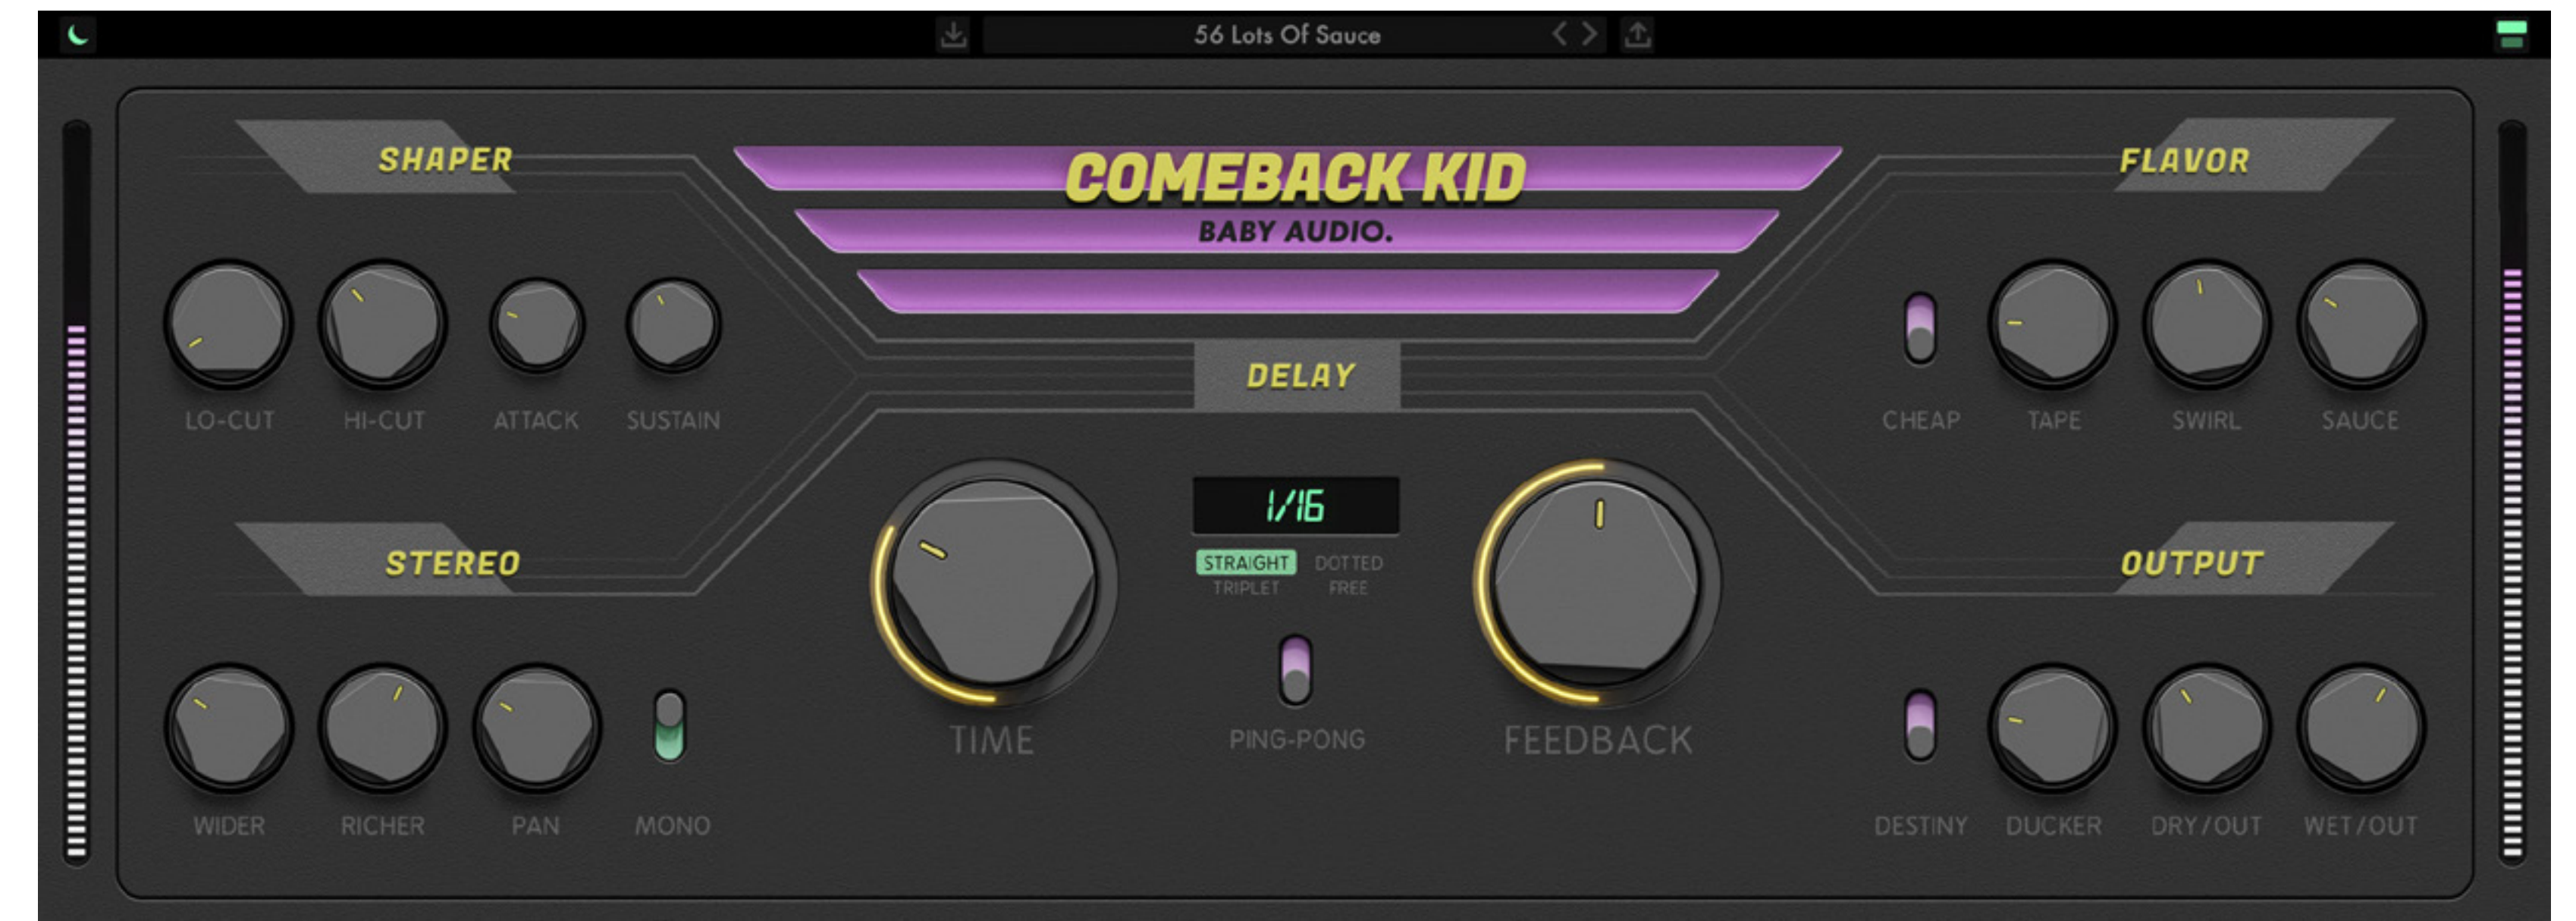 56 Lots Of Sauce
SHAPER
COMEBACK KID
BABY AUDIO.
FLAVOR
LO-CUT HI-CUT ATTACK SUSTAIN
DELAY
CHEAP TAPE SWIRL SAUCE
1/16
STRAIGHT DOTTED
TRIPLET FREE
STEREO
OUTPUT
TIME
PING-PONG
FEEDBACK
WIDER RICHER PAN MONO
DESTINY DUCKER DRY/OUT WET/OUT